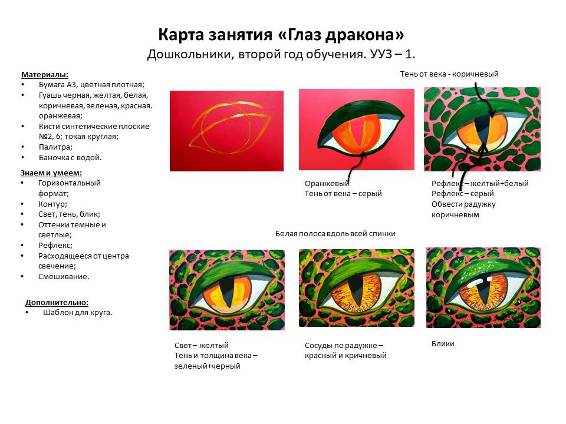 Карта занятия «Глаз дракона»
Дошкольники, второй год обучения. УУЗ – 1.
Материалы:
• Бумага А3, цветная плотная;
• Гуашь черная, желтая, белая,
коричневая, зеленая, красная.
оранжевая;
• Кисти синтетические плоские
№2, 6; токая круглая;
• Палитра;
• Баночка с водой.
Знаем и умеем:
• Горизонтальный
формат;
• Контур;
• Свет, тень, блик;
• Оттенки темные и
светлые;
• Рефлекс;
• Расходящееся от центра
свечение;
• Смешивание.
Дополнительно:
• Шаблон для круга.
Тень от века - коричневый
Оранжевый
Тень от века – серый
Рефлекс – желтый+белый
Рефлекс – серый
Обвести радужку
коричневым
Белая полоса вдоль всей спинки
Свет – желтый
Тень и толщина века –
зеленый+черный
Сосуды по радужке –
красный и кричневый
Блики